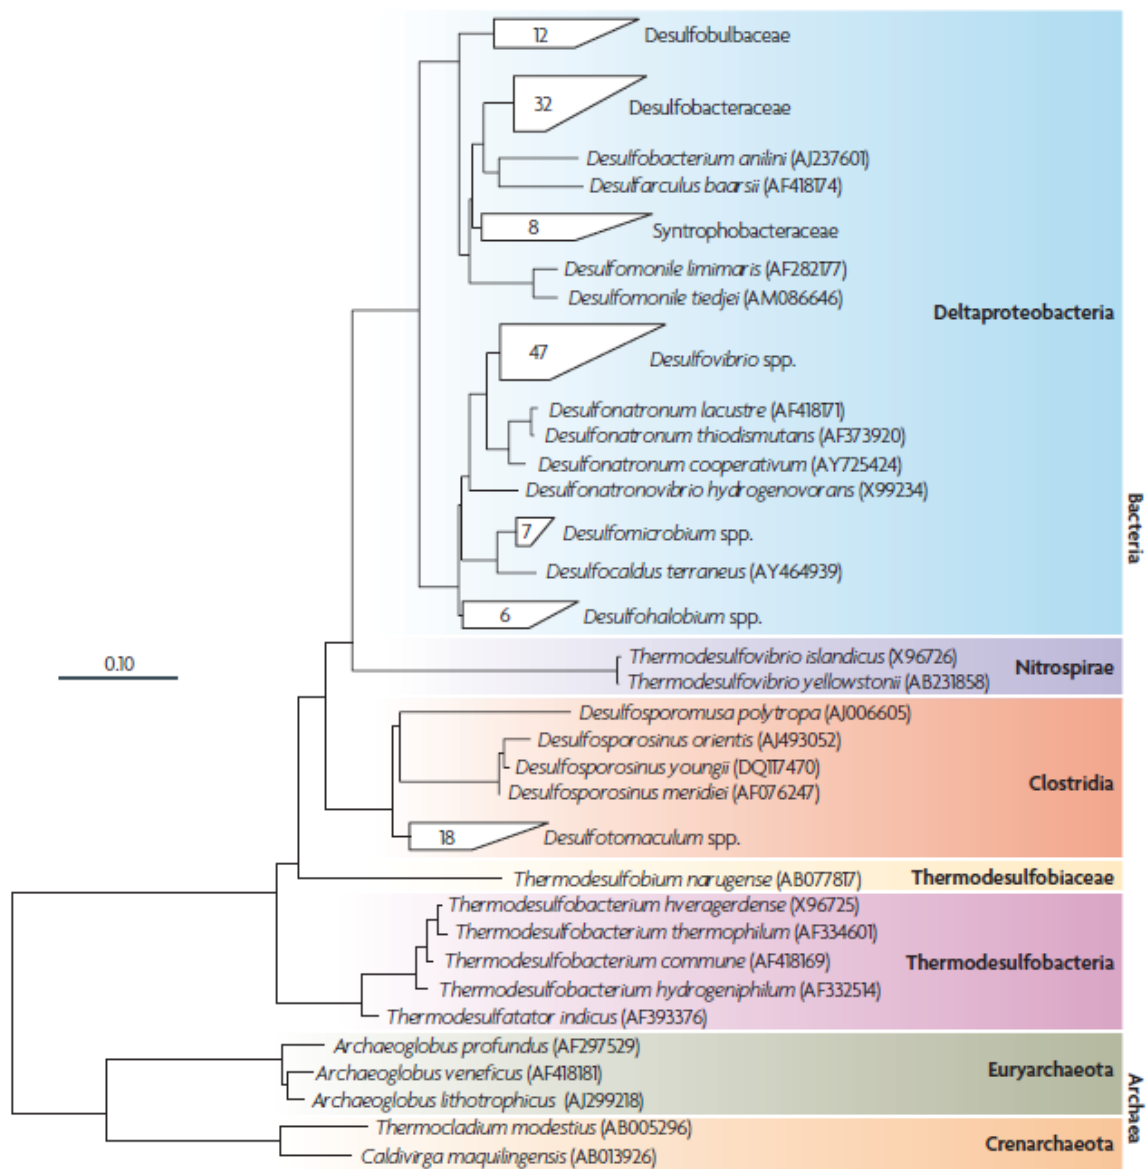 12 Desulfobulbaceae
32 Desulfobacteraceae
Desulfobacterium anilini (AJ237601)
Desulfarculus baarsii (AF418174)
8 Syntrophobacteraceae
Desulfomonile limimaris (AF282177)
Desulfomonile tiedjei (AM086646)
Deltaproteobacteria
47 Desulfovibrio spp.
Desulfonatronum lacustre (AF418171)
Desulfonatronum thiodismutans (AF373920)
Desulfonatronum cooperativum (AY725424)
Desulfonatronovibrio hydrogenovorans (X99234)
7 Desulfomicrobium spp.
Desulfocaldus terraneus (AY464939)
6 Desulfohalobium spp.
Bacteria
0.10
Thermodesulfovibrio islandicus (X96726)
Thermodesulfovibrio yellowstonii (AB231858)
Nitrospirae
Desulfosporomusa polytropa (AJ006605)
Desulfosporosinus orientis (AJ493052)
Desulfosporosinus youngii (DQ117470)
Desulfosporosinus meridiei (AF076247)
Clostridia
18 Desulfotomaculum spp.
Thermodesulfobium narugense (AB077817) Thermodesulfobiaceae
Thermodesulfobacterium hveragerdense (X96725)
Thermodesulfobacterium thermophilum (AF334601)
Thermodesulfobacterium commune (AF418169) Thermodesulfobacteria
Thermodesulfobacterium hydrogeniphilum (AF332514)
Thermodesulfatator indicus (AF393376)
Archaeoglobus profundus (AF297529)
Archaeoglobus veneficus (AF418181) Euryarchaeota
Archaeoglobus lithotrophicus (AJ299218)
Archaea
Thermocladium modestius (AB005296)
Caldivirga maquilingensis (AB013926)
Crenarchaeota